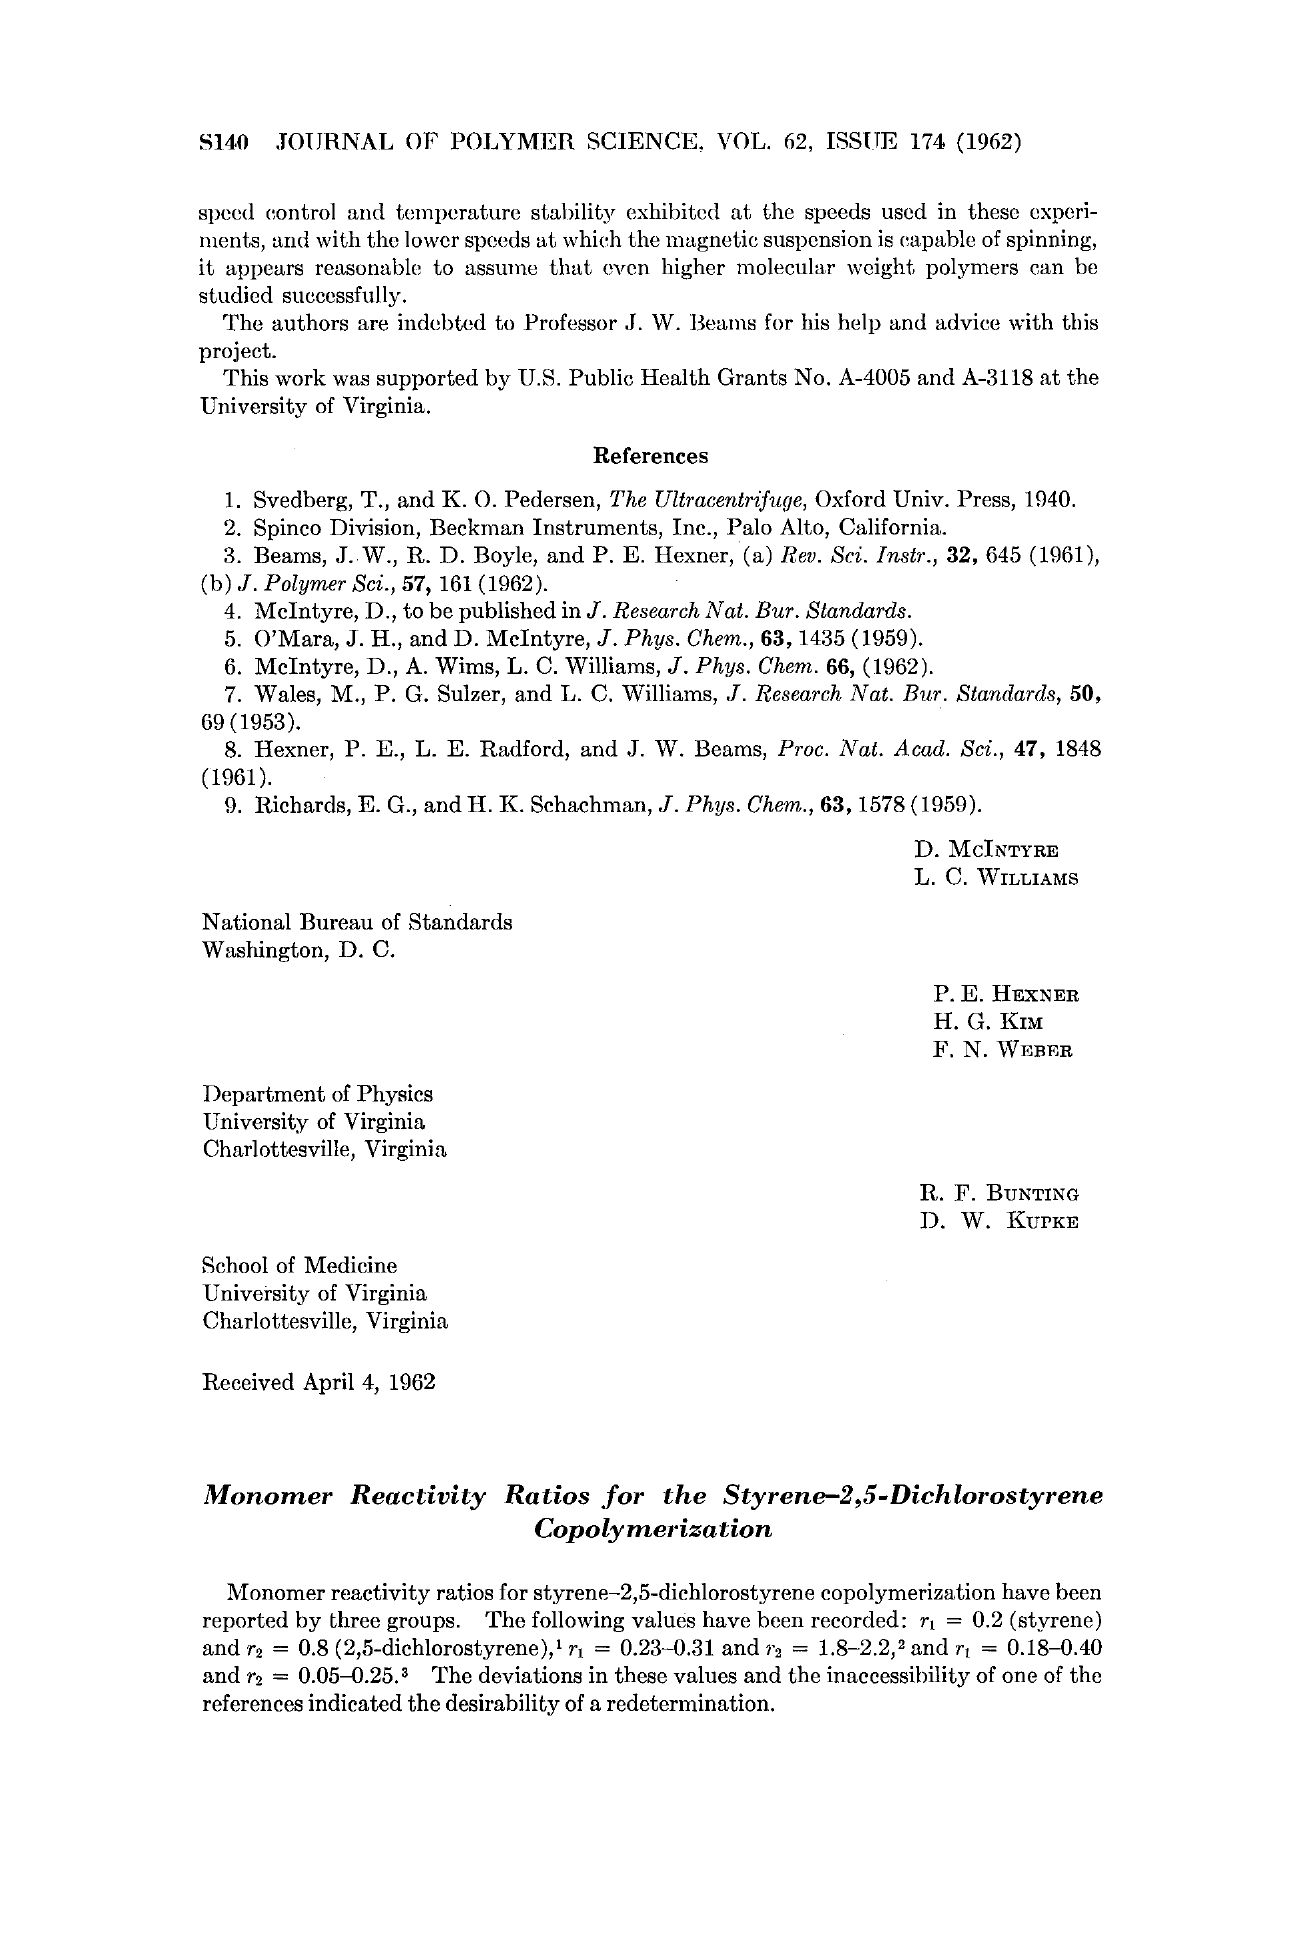 S140 JOURNAL OF POLYMER SCIENCE, VOL. 62, ISSUE 174 (1962)
speed control and temperature stability exhibited at the speeds used in these experi-
ments, and with the lower speeds at which the magnetic suspension is capable of spinning,
it appears reasonable to assume that even higher molecular weight polymers can be
studied successfully.
The authors are indebted to Professor J. W. Beams for his help and advice with this
project.
This work was supported by U.S. Public Health Grants No. A-4005 and A-3118 at the
University of Virginia.
References
1. Svedberg, T., and K. O. Pedersen, The Ultracentrifuge, Oxford Univ. Press, 1940.
2. Spinco Division, Beckman Instruments, Inc., Palo Alto, California.
3. Beams, J. W., R. D. Boyle, and P. E. Hexner, (a) Rev. Sci. Instr., 32, 645 (1961),
(b) J. Polymer Sci., 57, 161 (1962).
4. McIntyre, D., to be published in J. Research Nat. Bur. Standards.
5. O'Mara, J. H., and D. McIntyre, J. Phys. Chem., 63, 1435 (1959).
6. McIntyre, D., A. Wims, L. C. Williams, J. Phys. Chem. 66, (1962).
7. Wales, M., P. G. Sulzer, and L. C. Williams, J. Research Nat. Bur. Standards, 50,
69 (1953).
8. Hexner, P. E., L. E. Radford, and J. W. Beams, Proc. Nat. Acad. Sci., 47, 1848
(1961).
9. Richards, E. G., and H. K. Schachman, J. Phys. Chem., 63, 1578 (1959).
D. McIntyre
L. C. Williams
National Bureau of Standards
Washington, D. C.
P. E. Hexner
H. G. Kim
F. N. Weber
Department of Physics
University of Virginia
Charlottesville, Virginia
R. F. Bunting
D. W. Kupke
School of Medicine
University of Virginia
Charlottesville, Virginia
Received April 4, 1962
Monomer Reactivity Ratios for the Styrene–2,5-Dichlorostyrene
Copolymerization
Monomer reactivity ratios for styrene–2,5-dichlorostyrene copolymerization have been
reported by three groups. The following values have been recorded: r₁ = 0.2 (styrene)
and r₂ = 0.8 (2,5-dichlorostyrene),¹ r₁ = 0.23–0.31 and r₂ = 1.8–2.2,² and r₁ = 0.18–0.40
and r₂ = 0.05–0.25.³ The deviations in these values and the inaccessibility of one of the
references indicated the desirability of a redetermination.